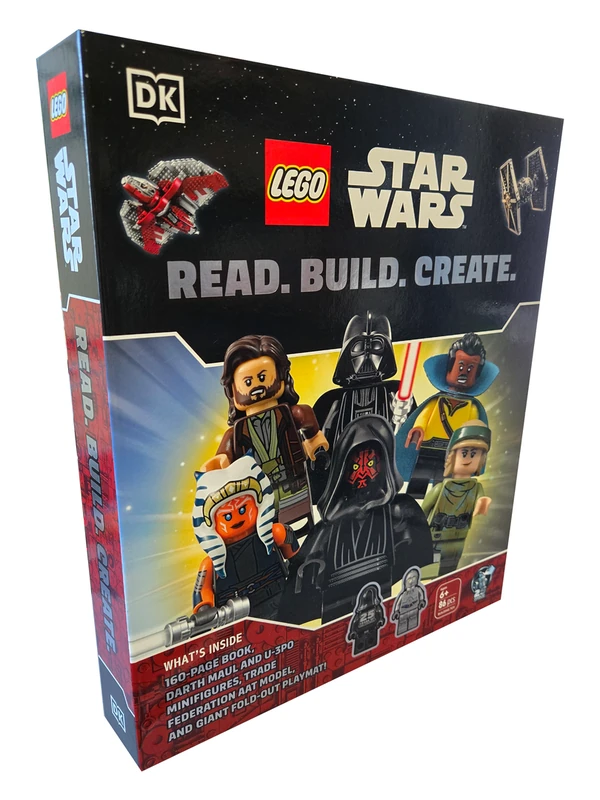 DK
LEGO
STAR
WARS
READ. BUILD. CREATE.
WHAT'S INSIDE
160-PAGE BOOK,
DARTH MAUL AND U-3PO
MINIFIGURES, TRADE
FEDERATION AAT MODEL,
AND GIANT FOLD-OUT PLAYMAT!
6+
86 PCS
LEGO
STAR
WARS
READ. BUILD. CREATE.
DK